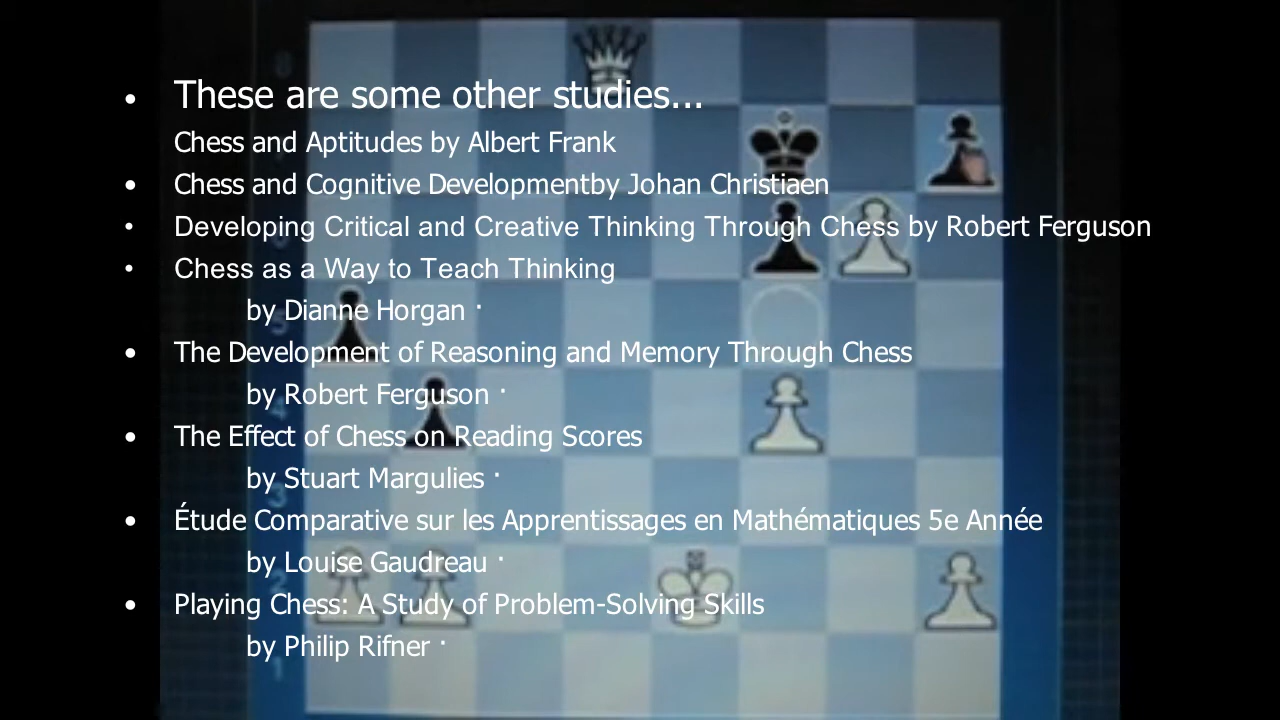 • These are some other studies...
Chess and Aptitudes by Albert Frank
• Chess and Cognitive Developmentby Johan Christiaen
• Developing Critical and Creative Thinking Through Chess by Robert Ferguson
• Chess as a Way to Teach Thinking
by Dianne Horgan ·
• The Development of Reasoning and Memory Through Chess
by Robert Ferguson ·
• The Effect of Chess on Reading Scores
by Stuart Margulies ·
• Étude Comparative sur les Apprentissages en Mathématiques 5e Année
by Louise Gaudreau ·
• Playing Chess: A Study of Problem-Solving Skills
by Philip Rifner ·